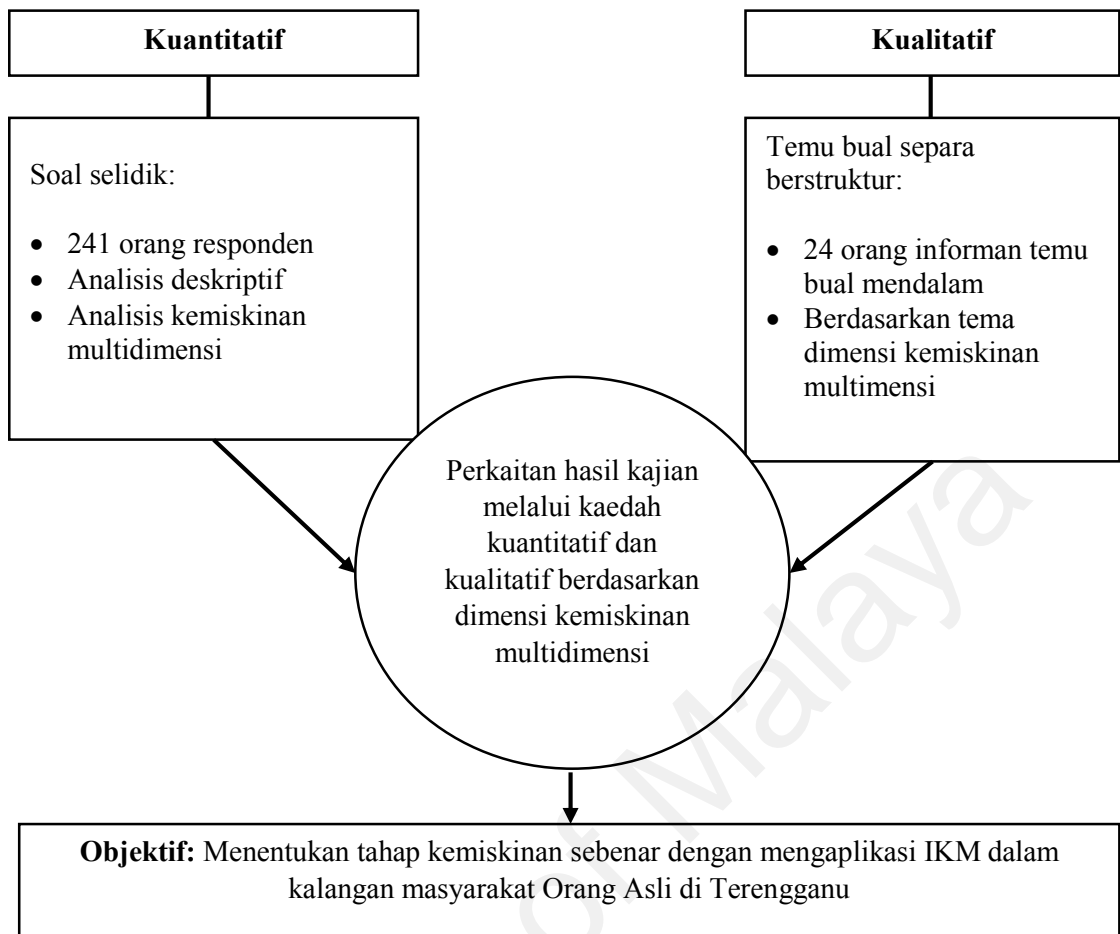 Kuantitatif
Soal selidik:
• 241 orang responden
• Analisis deskriptif
• Analisis kemiskinan
multidimensi
Kualitatif
Temu bual separa
berstruktur:
• 24 orang informan temu
bual mendalam
• Berdasarkan tema
dimensi kemiskinan
multimensi
Perkaitan hasil kajian
melalui kaedah
kuantitatif dan
kualitatif berdasarkan
dimensi kemiskinan
multidimensi
Objektif: Menentukan tahap kemiskinan sebenar dengan mengaplikasi IKM dalam
kalangan masyarakat Orang Asli di Terengganu
of Malaya